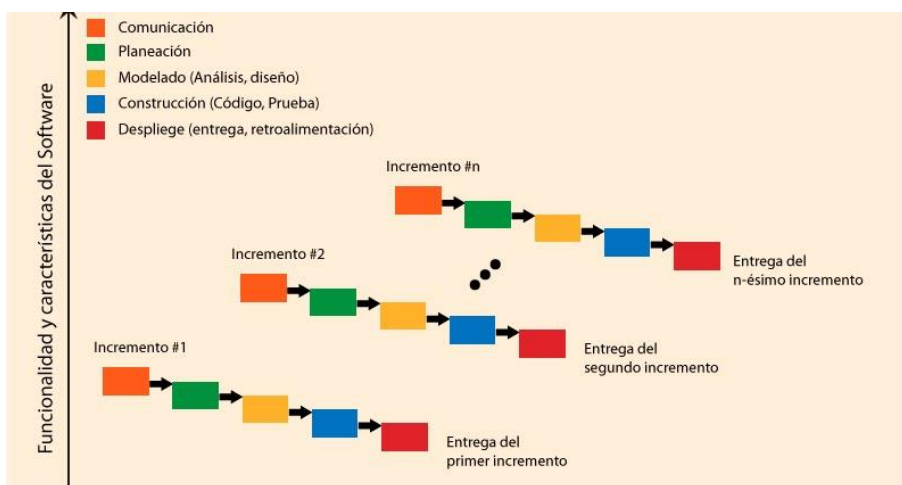 Funcionalidad y características del Software
Comunicación
Planeación
Modelado (Análisis, diseño)
Construcción (Código, Prueba)
Despliege (entrega, retroalimentación)
Incremento #n
Entrega del
n-ésimo incremento
Incremento #2
Entrega del
segundo incremento
Incremento #1
Entrega del
primer incremento